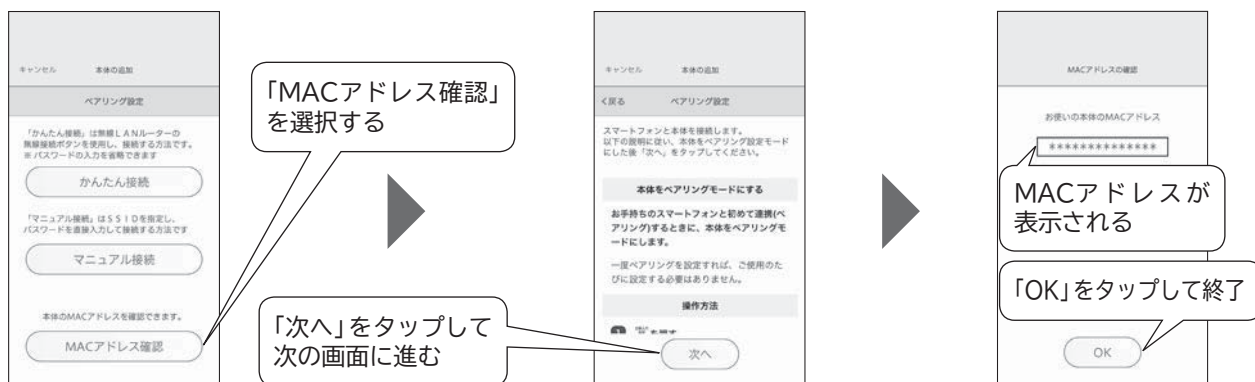 キャンセル 本体の追加
ペアリング設定
「かんたん接続」は無線ＬＡＮルーターの
無線接続ボタンを使用し、接続する方法です。
※ パスワードの入力を省略できます
かんたん接続
「マニュアル接続」はＳＳＩＤを指定し、
パスワードを直接入力して接続する方法です
マニュアル接続
本体のMACアドレスを確認できます。
MACアドレス確認
「MACアドレス確認」
を選択する
キャンセル 本体の追加
く戻る ペアリング設定
スマートフォンと本体を接続します。
以下の説明に従い、本体をペアリング設定モード
にした後「次へ」をタップしてください。
本体をペアリングモードにする
お手持ちのスマートフォンと初めて連携(ペ
アリング)するときに、本体をペアリングモ
ードにします。
一度ペアリングを設定すれば、ご使用のた
びに設定する必要はありません。
操作方法
次へ
「次へ」をタップして
次の画面に進む
MACアドレスの確認
お使いの本体のMACアドレス
**************
MACアドレスが
表示される
「OK」をタップして終了
OK